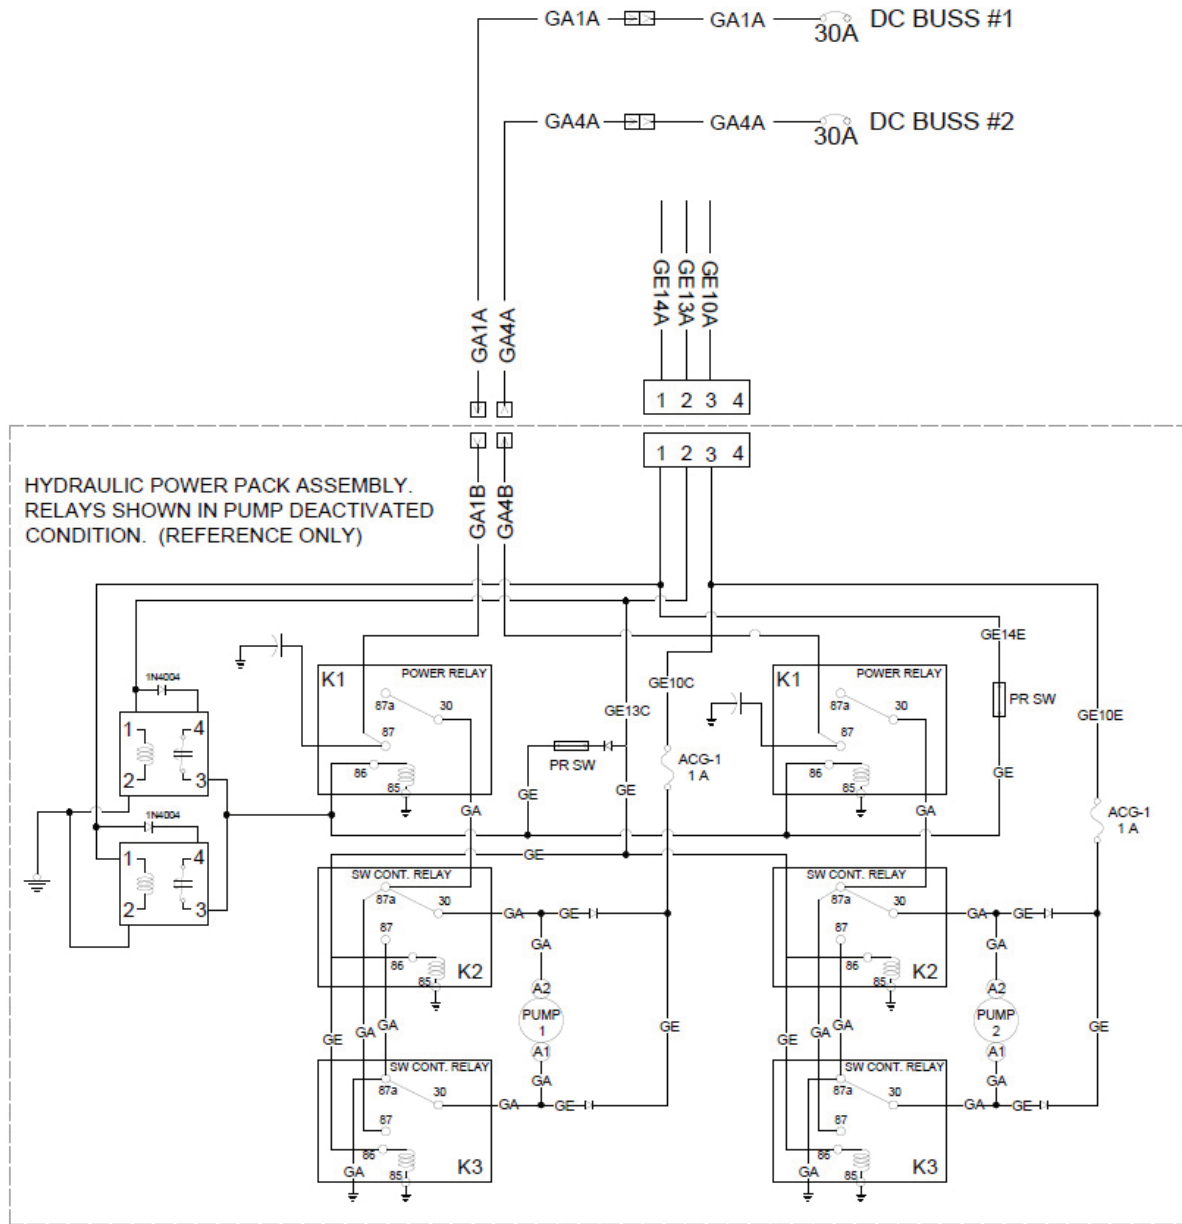 GA1A GA1A 30A DC BUSS #1
GA4A GA4A 30A DC BUSS #2
GE14A GE13A GE10A
GA1A GA4A
1 2 3 4
1 2 3 4
HYDRAULIC POWER PACK ASSEMBLY.
RELAYS SHOWN IN PUMP DEACTIVATED
CONDITION. (REFERENCE ONLY)
GA1B GA4B
GE14E
1N4004
1 4
2 3
1N4004
1 4
2 3
K1 POWER RELAY
87a 30
87
86
85
GE13C
GE10C
PR SW
GE GE
ACG-1
1 A
K1 POWER RELAY
87a 30
87
86
85
PR SW
GE10E
GE
ACG-1
1 A
GA
GA
GE
SW CONT. RELAY
87a 30
87
86
85 K2
GA GE
GA
A2
PUMP
1
A1
GA
GA GE
GE
GE GA GA
SW CONT. RELAY
87a 30
87
86
GA 85 K3
SW CONT. RELAY
87a 30
87
86
85 K2
GA GE
GA
A2
PUMP
2
A1
GA
GA GE
GE
GE GA GA
SW CONT. RELAY
87a 30
87
86
GA 85 K3